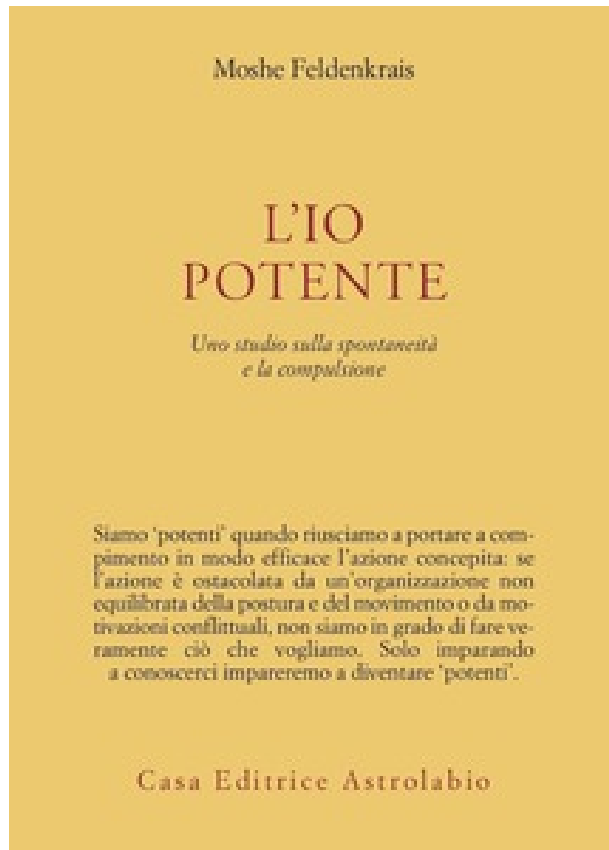 Moshe Feldenkrais
L'IO
POTENTE
Uno studio sulla spontaneità
e la compulsione
Siamo 'potenti' quando riusciamo a portare a com-
pimento in modo efficace l'azione concepita: se
l'azione è ostacolata da un'organizzazione non
equilibrata della postura e del movimento o da mo-
tivazioni conflittuali, non siamo in grado di fare ve-
ramente ciò che vogliamo. Solo imparando
a conoscerci impareremo a diventare 'potenti'.
Casa Editrice Astrolabio